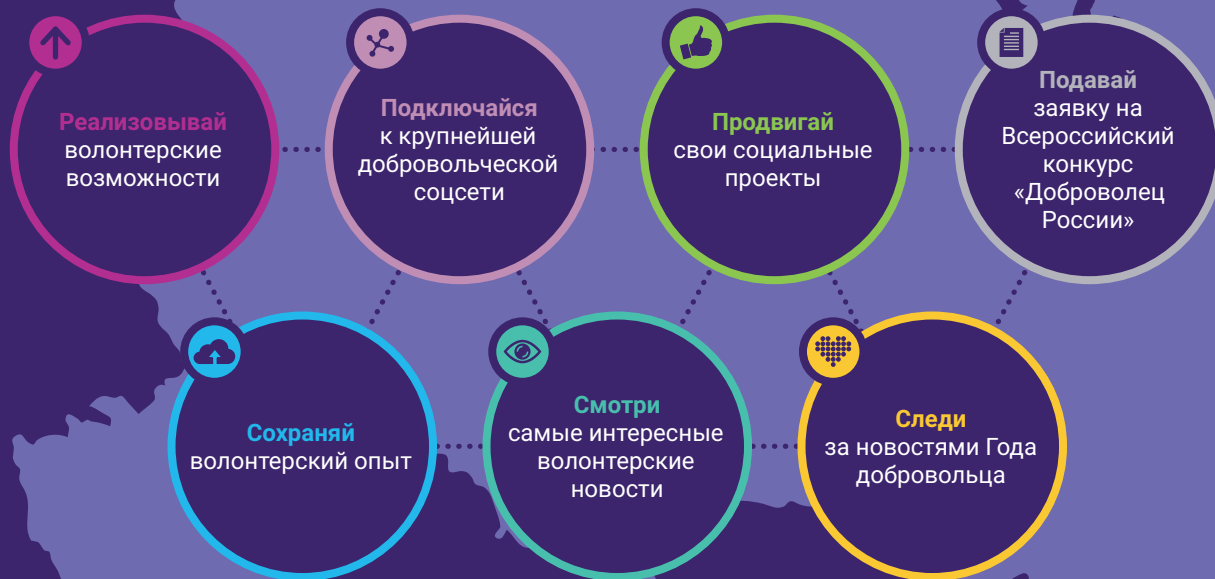 Реализовывай
волонтерские
возможности
Подключайся
к крупнейшей
добровольческой
соцсети
Продвигай
свои социальные
проекты
Подавай
заявку на
Всероссийский
конкурс
«Доброволец
России»
Сохраняй
волонтерский опыт
Смотри
самые интересные
волонтерские
новости
Следи
за новостями Года
добровольца